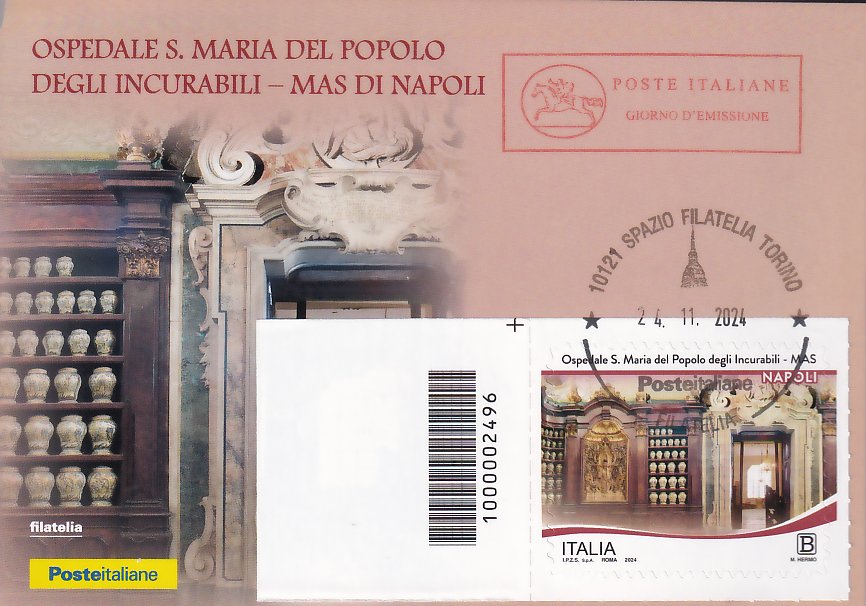 OSPEDALE S. MARIA DEL POPOLO
DEGLI INCURABILI – MAS DI NAPOLI
POSTE ITALIANE
GIORNO D'EMISSIONE
10121 SPAZIO FILATELIA TORINO
24. 11. 2024
Posteitaliane
FILATELIA
1000002496
Ospedale S. Maria del Popolo degli Incurabili - MAS
NAPOLI
ITALIA
I.P.Z.S. S.p.A. ROMA 2024
B
M. HERMO
filatelia
Posteitaliane